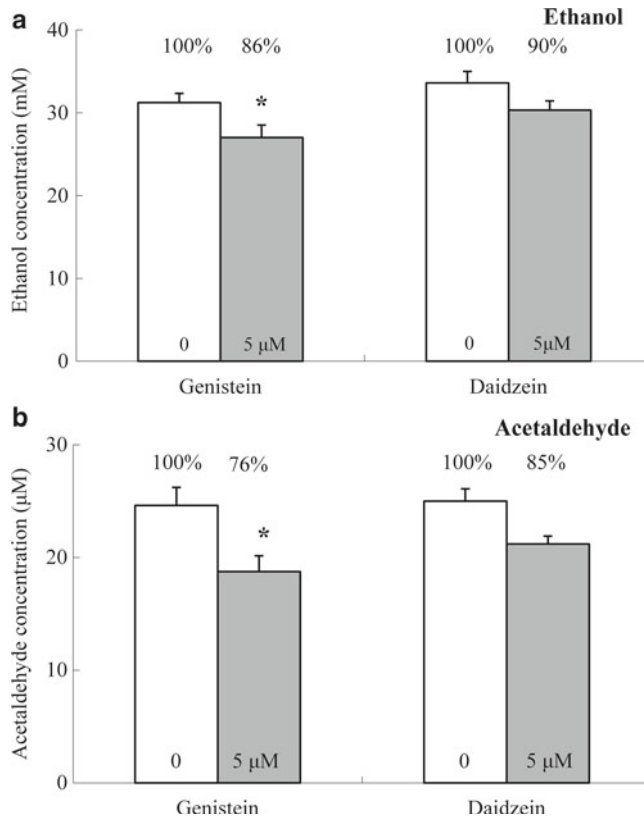 a
Ethanol
Ethanol concentration (mM)
40
30
20
10
0
100% 86% 100% 90%
*
0 5 μM 0 5μM
Genistein Daidzein
b
Acetaldehyde
Acetaldehyde concentration (μM)
30
20
10
0
100% 76% 100% 85%
*
0 5 μM 0 5 μM
Genistein Daidzein